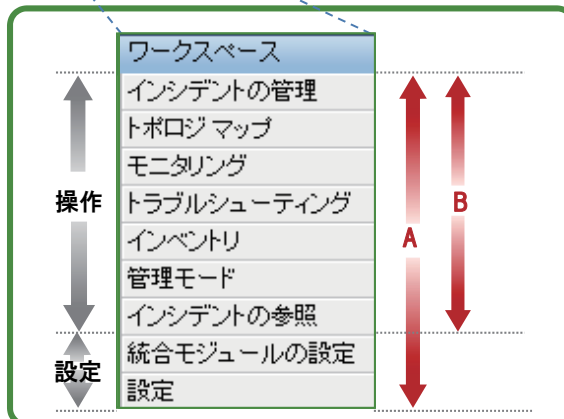 ワークスペース
インシデントの管理
トポロジ マップ
モニタリング
トラブルシューティング
インベントリ
管理モード
インシデントの参照
統合モジュールの設定
設定
操作
設定
A
B